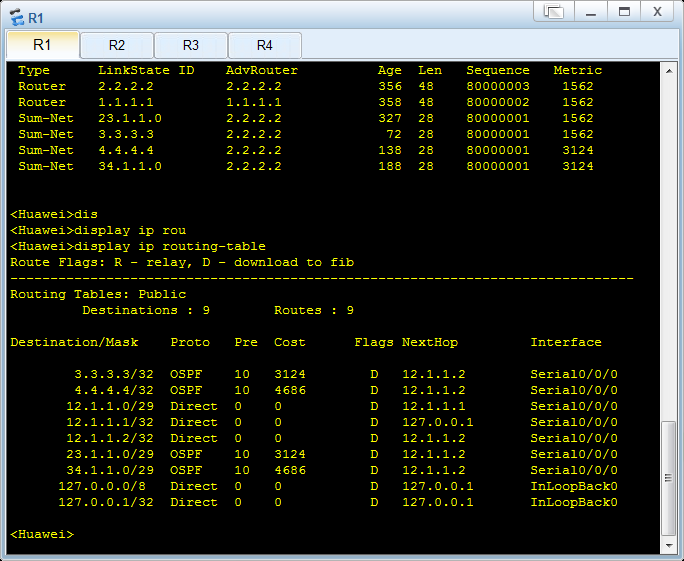 R1
R1 R2 R3 R4
Type LinkState ID AdvRouter Age Len Sequence Metric
Router 2.2.2.2 2.2.2.2 356 48 80000003 1562
Router 1.1.1.1 1.1.1.1 358 48 80000002 1562
Sum-Net 23.1.1.0 2.2.2.2 327 28 80000001 1562
Sum-Net 3.3.3.3 2.2.2.2 72 28 80000001 1562
Sum-Net 4.4.4.4 2.2.2.2 138 28 80000001 3124
Sum-Net 34.1.1.0 2.2.2.2 188 28 80000001 3124
<Huawei>dis
<Huawei>display ip rou
<Huawei>display ip routing-table
Route Flags: R - relay, D - download to fib
------------------------------------------------------------------------------
Routing Tables: Public
Destinations : 9 Routes : 9
Destination/Mask Proto Pre Cost Flags NextHop Interface
3.3.3.3/32 OSPF 10 3124 D 12.1.1.2 Serial0/0/0
4.4.4.4/32 OSPF 10 4686 D 12.1.1.2 Serial0/0/0
12.1.1.0/29 Direct 0 0 D 12.1.1.1 Serial0/0/0
12.1.1.1/32 Direct 0 0 D 127.0.0.1 Serial0/0/0
12.1.1.2/32 Direct 0 0 D 12.1.1.2 Serial0/0/0
23.1.1.0/29 OSPF 10 3124 D 12.1.1.2 Serial0/0/0
34.1.1.0/29 OSPF 10 4686 D 12.1.1.2 Serial0/0/0
127.0.0.0/8 Direct 0 0 D 127.0.0.1 InLoopBack0
127.0.0.1/32 Direct 0 0 D 127.0.0.1 InLoopBack0
<Huawei>